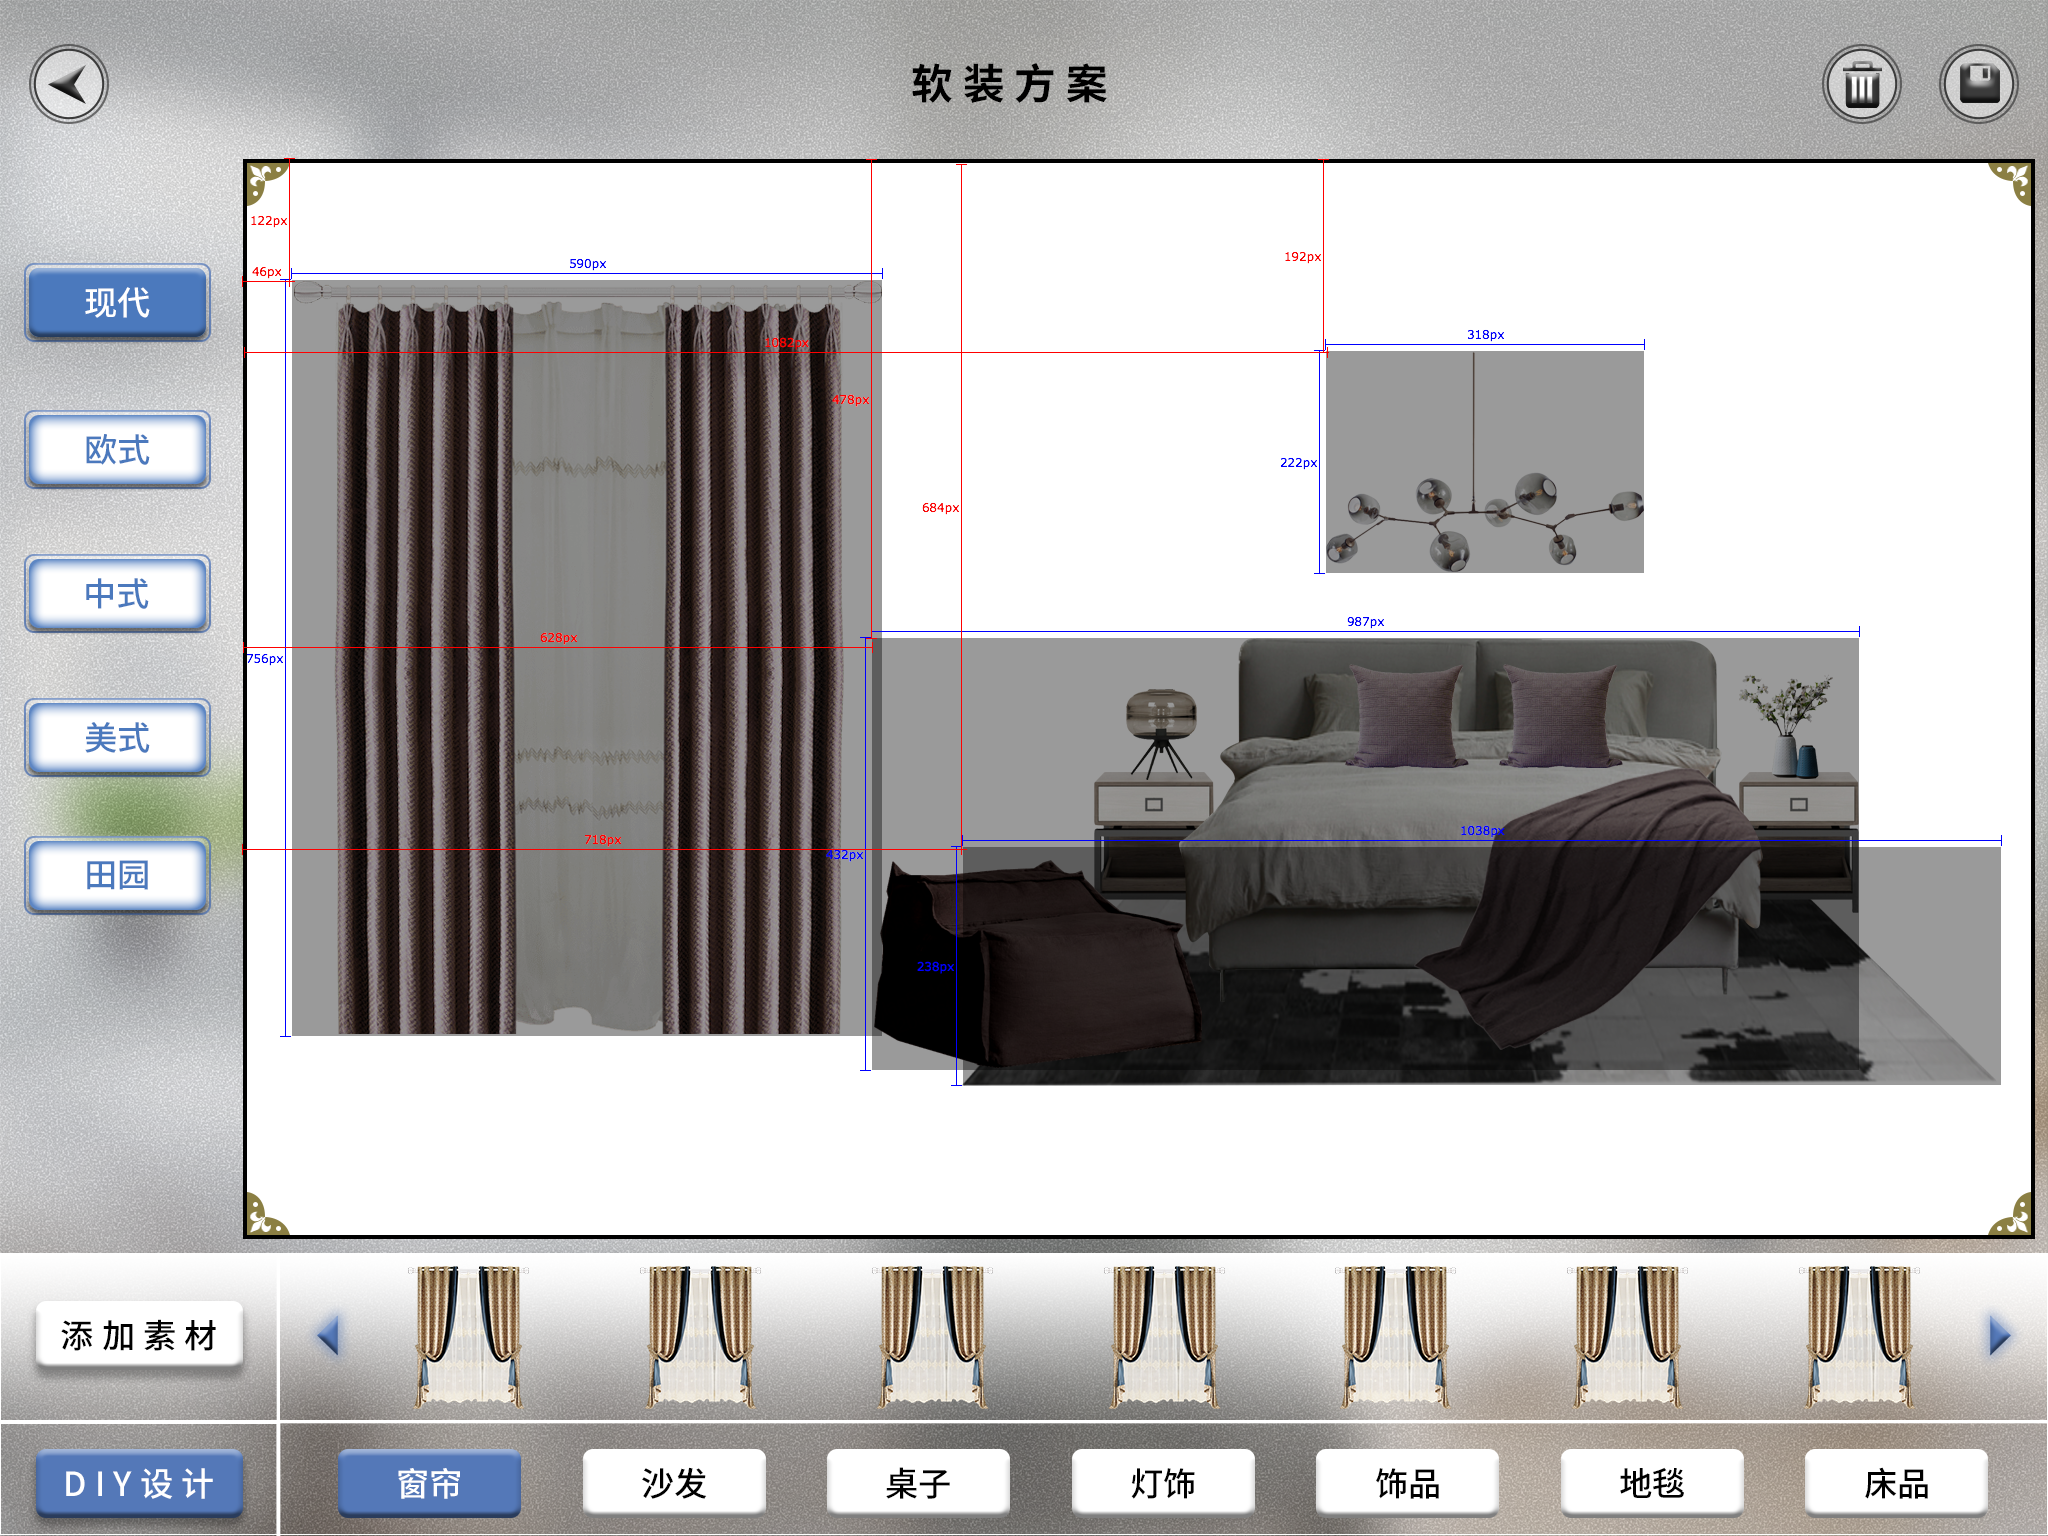 软装方案
122px
46px
590px
192px
318px
1082px
478px
222px
684px
987px
628px
756px
718px
1038px
432px
238px
现代
欧式
中式
美式
田园
添加素材
DIY设计
窗帘
沙发
桌子
灯饰
饰品
地毯
床品